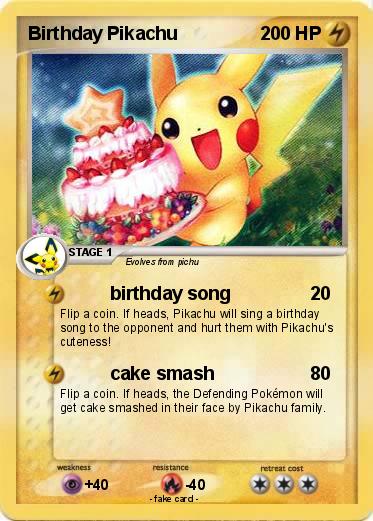 Birthday Pikachu 200 HP
STAGE 1
Evolves from pichu
birthday song 20
Flip a coin. If heads, Pikachu will sing a birthday
song to the opponent and hurt them with Pikachu's
cuteness!
cake smash 80
Flip a coin. If heads, the Defending Pokémon will
get cake smashed in their face by Pikachu family.
weakness resistance retreat cost
+40 -40
- fake card -